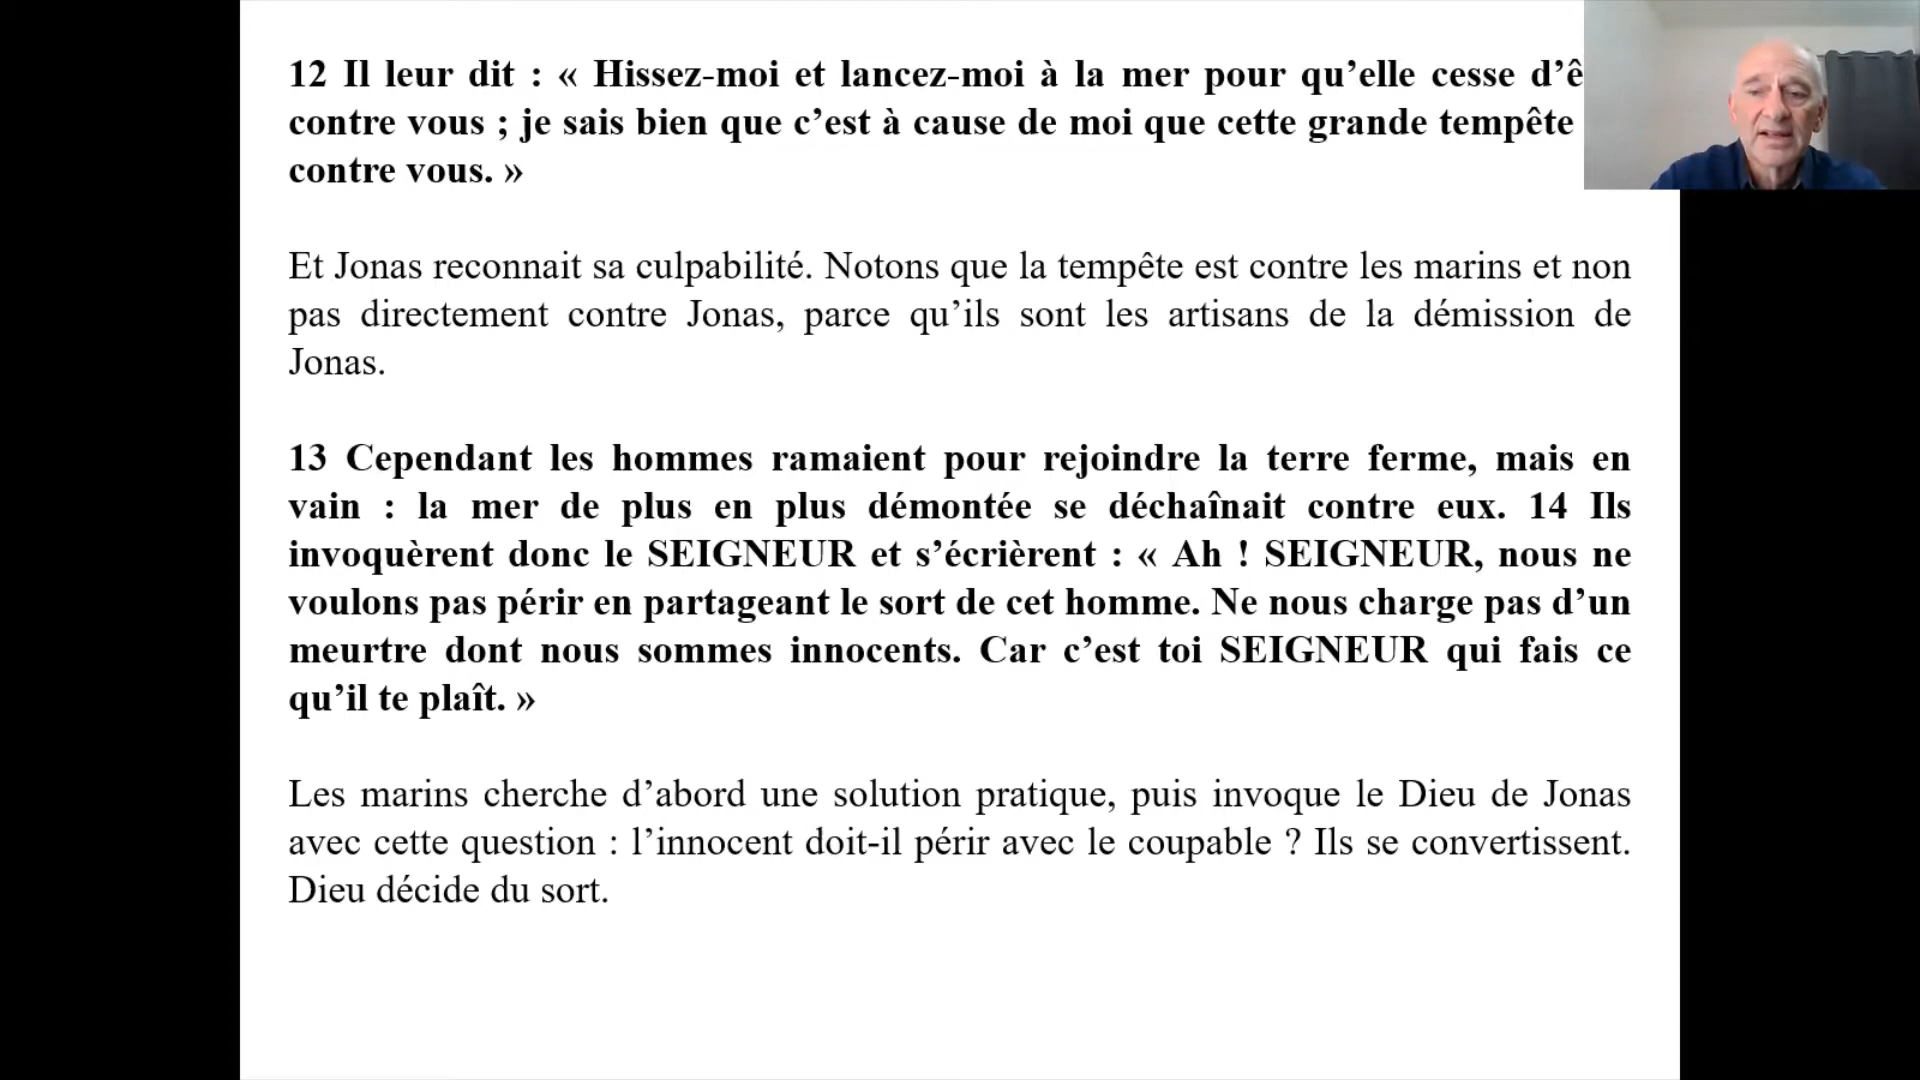 12 Il leur dit : « Hissez-moi et lancez-moi à la mer pour qu’elle cesse d’ê
contre vous ; je sais bien que c’est à cause de moi que cette grande tempête
contre vous. »
Et Jonas reconnait sa culpabilité. Notons que la tempête est contre les marins et non
pas directement contre Jonas, parce qu’ils sont les artisans de la démission de
Jonas.
13 Cependant les hommes ramaient pour rejoindre la terre ferme, mais en
vain : la mer de plus en plus démontée se déchaînait contre eux. 14 Ils
invoquèrent donc le SEIGNEUR et s’écrièrent : « Ah ! SEIGNEUR, nous ne
voulons pas périr en partageant le sort de cet homme. Ne nous charge pas d’un
meurtre dont nous sommes innocents. Car c’est toi SEIGNEUR qui fais ce
qu’il te plaît. »
Les marins cherche d’abord une solution pratique, puis invoque le Dieu de Jonas
avec cette question : l’innocent doit-il périr avec le coupable ? Ils se convertissent.
Dieu décide du sort.